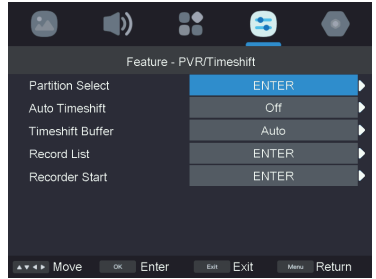 Feature - PVR/Timeshift
Partition Select ENTER
Auto Timeshift Off
Timeshift Buffer Auto
Record List ENTER
Recorder Start ENTER
Move OK Enter Exit Exit Menu Return